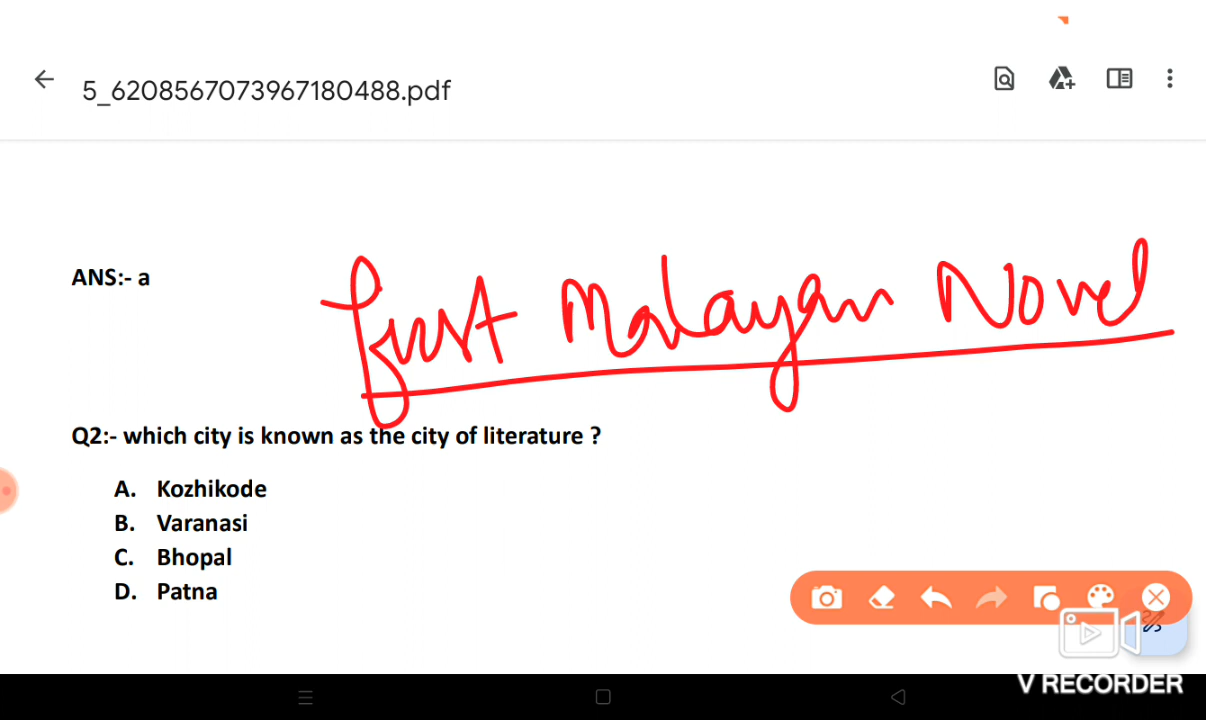 5_6208567073967180488.pdf
ANS:- a
first Malayam Novel
Q2:- which city is known as the city of literature ?
A. Kozhikode
B. Varanasi
C. Bhopal
D. Patna
V RECORDER